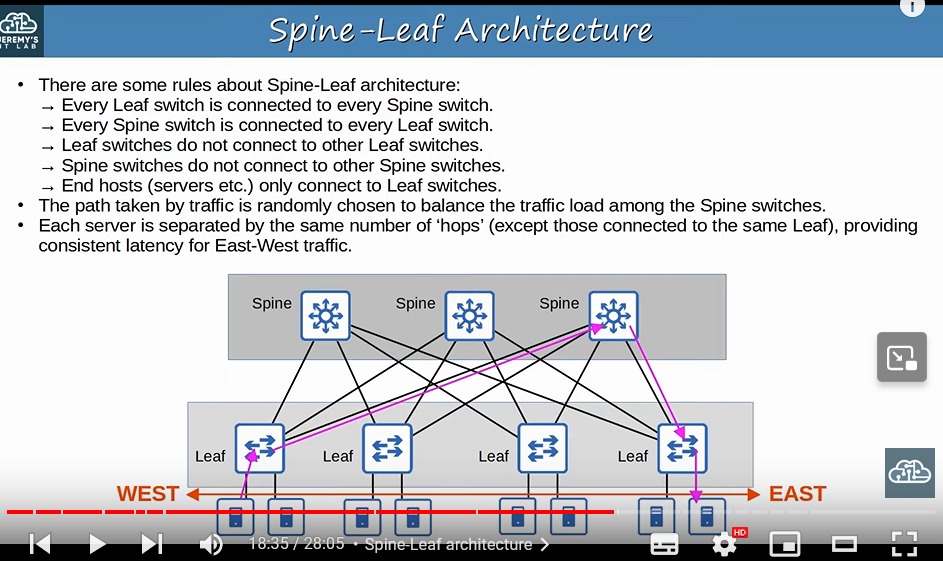 Spine-Leaf Architecture
JEREMY'S
IT LAB
• There are some rules about Spine-Leaf architecture:
→ Every Leaf switch is connected to every Spine switch.
→ Every Spine switch is connected to every Leaf switch.
→ Leaf switches do not connect to other Leaf switches.
→ Spine switches do not connect to other Spine switches.
→ End hosts (servers etc.) only connect to Leaf switches.
• The path taken by traffic is randomly chosen to balance the traffic load among the Spine switches.
• Each server is separated by the same number of ‘hops’ (except those connected to the same Leaf), providing
consistent latency for East-West traffic.
Spine Spine Spine
Leaf Leaf Leaf Leaf
WEST EAST
18:35 / 28:05 • Spine-Leaf architecture
HD